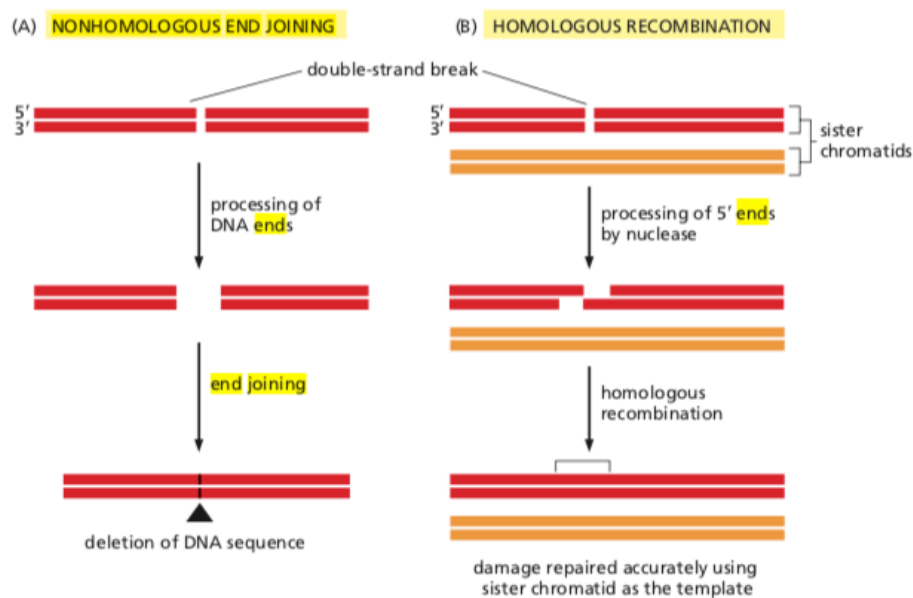 (A) NONHOMOLOGOUS END JOINING
double-strand break
5′
3′
processing of
DNA ends
end joining
deletion of DNA sequence
(B) HOMOLOGOUS RECOMBINATION
5′
3′
sister
chromatids
processing of 5′ ends
by nuclease
homologous
recombination
damage repaired accurately using
sister chromatid as the template